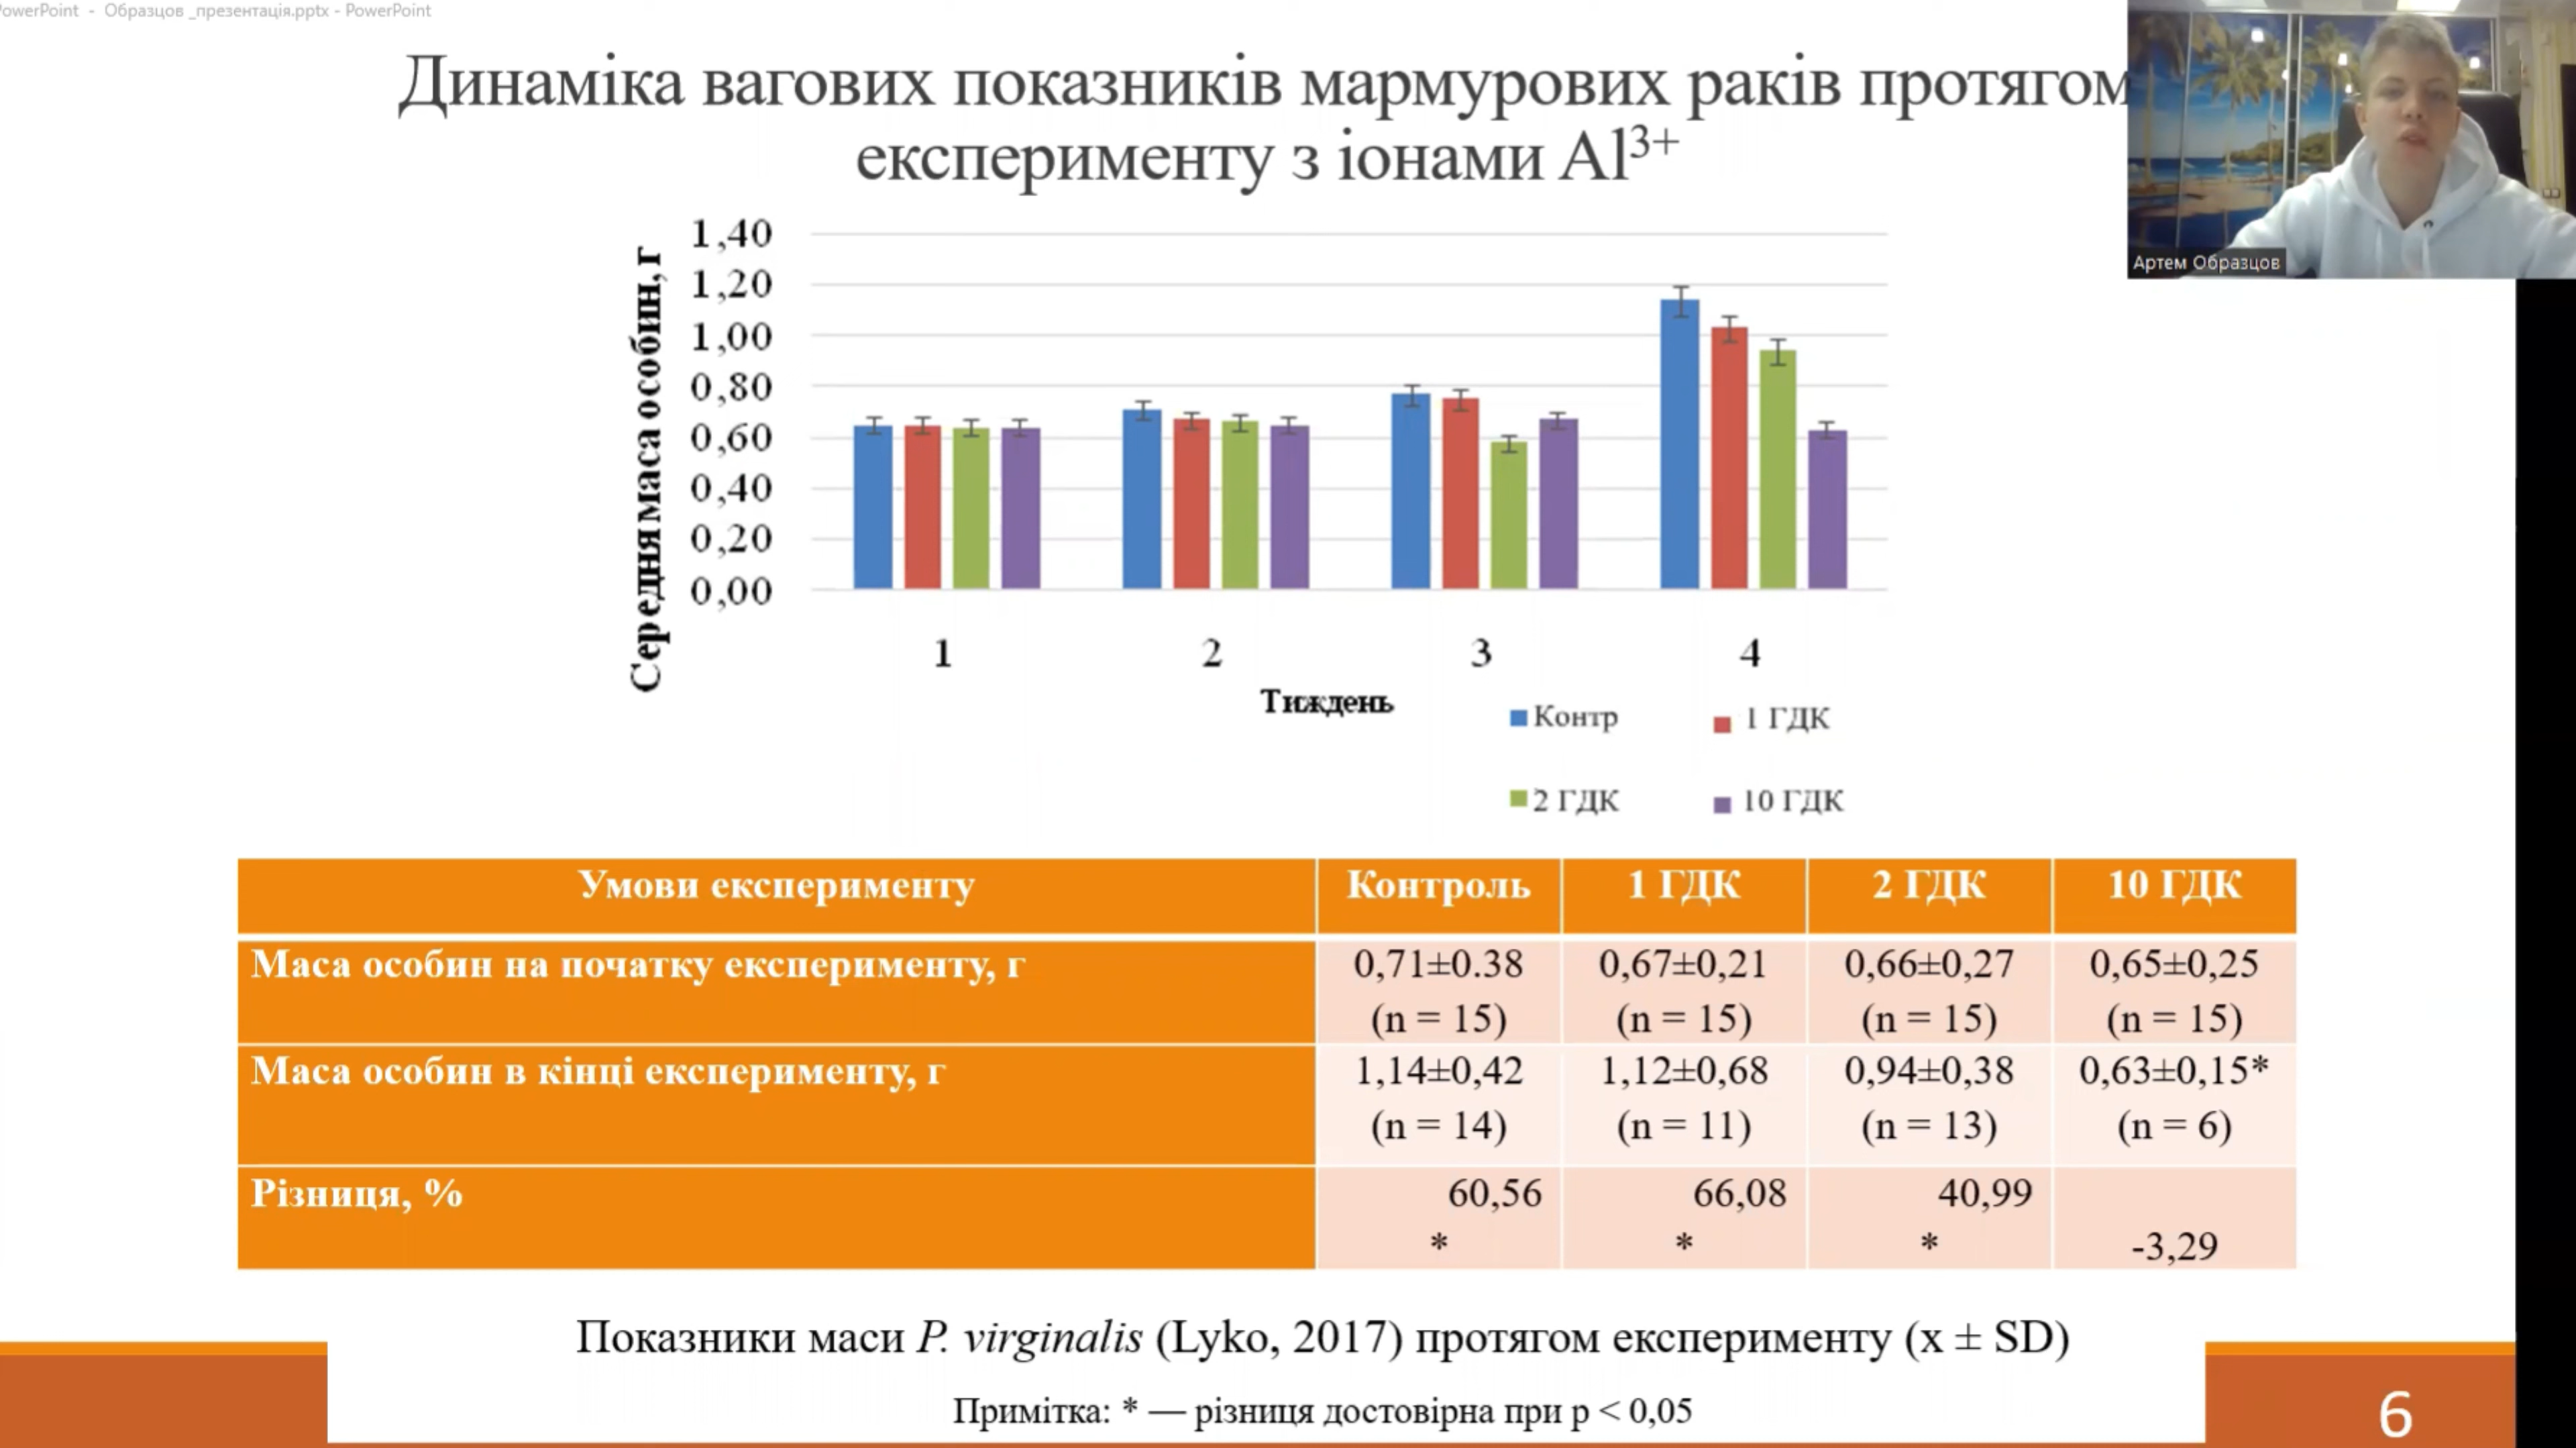 PowerPoint - Образцов _презентація.pptx - PowerPoint
Динаміка вагових показників мармурових раків протягом
експерименту з іонами Al³⁺
Артем Образцов
Середня маса особин, г
1,40
1,20
1,00
0,80
0,60
0,40
0,20
0,00
1 2 3 4
Тиждень
Контр 1 ГДК
2 ГДК 10 ГДК
Умови експерименту Контроль 1 ГДК 2 ГДК 10 ГДК
Маса особин на початку експерименту, г 0,71±0.38 0,67±0,21 0,66±0,27 0,65±0,25
(n = 15) (n = 15) (n = 15) (n = 15)
Маса особин в кінці експерименту, г 1,14±0,42 1,12±0,68 0,94±0,38 0,63±0,15*
(n = 14) (n = 11) (n = 13) (n = 6)
Різниця, % 60,56 66,08 40,99
* * * -3,29
Показники маси P. virginalis (Lyko, 2017) протягом експерименту (x ± SD)
Примітка: * — різниця достовірна при p < 0,05
6